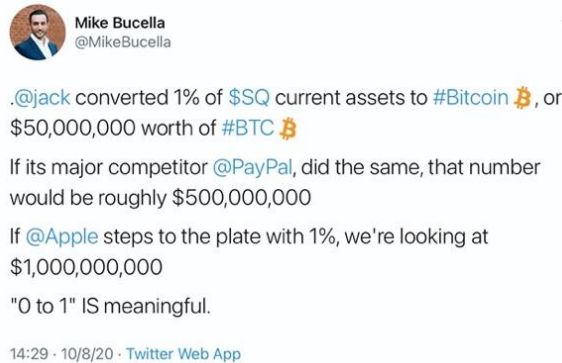 Mike Bucella
@MikeBucella
.@jack converted 1% of $SQ current assets to #Bitcoin ₿, or
$50,000,000 worth of #BTC ₿
If its major competitor @PayPal, did the same, that number
would be roughly $500,000,000
If @Apple steps to the plate with 1%, we're looking at
$1,000,000,000
"0 to 1" IS meaningful.
14:29 · 10/8/20 · Twitter Web App